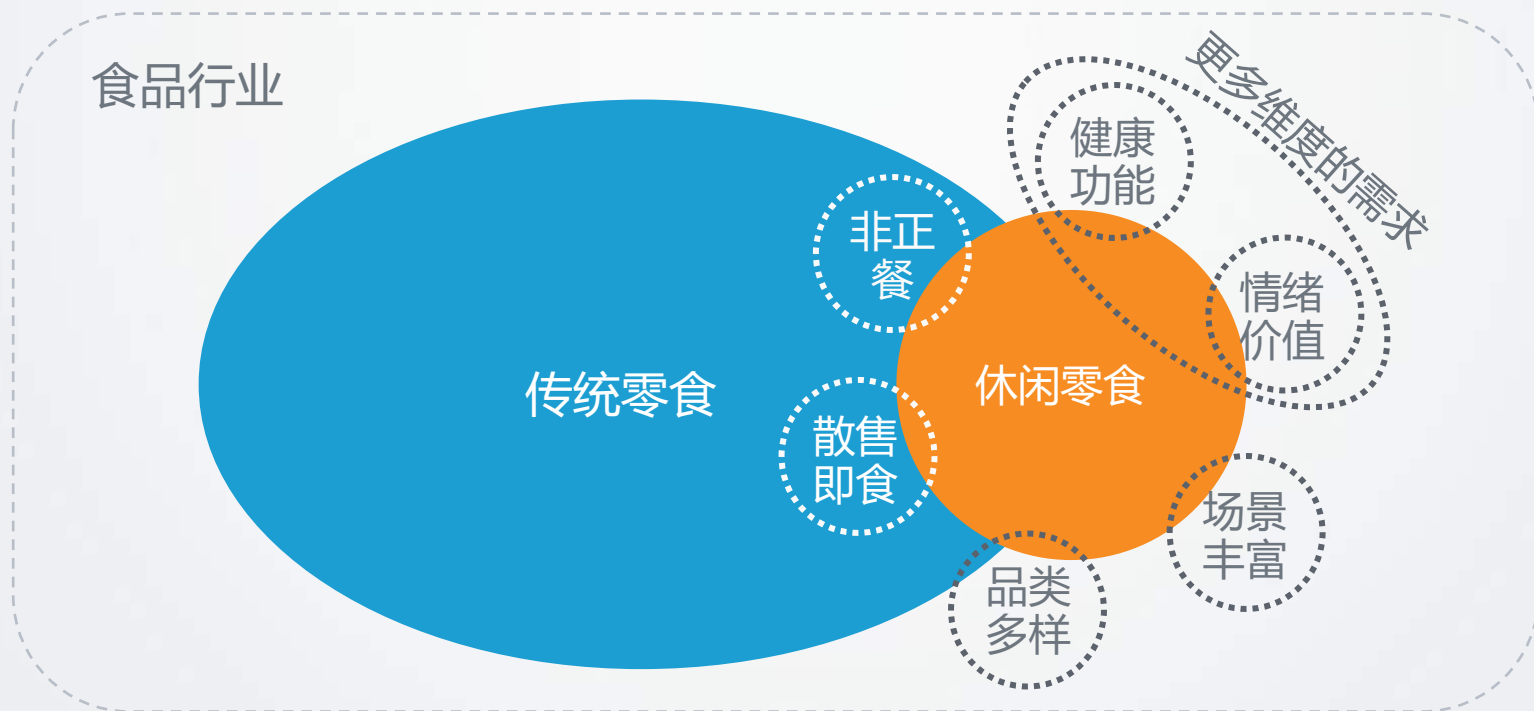 食品行业
更多维度的需求
健康
功能
非正
餐
情绪
价值
传统零食
休闲零食
散售
即食
场景
丰富
品类
多样